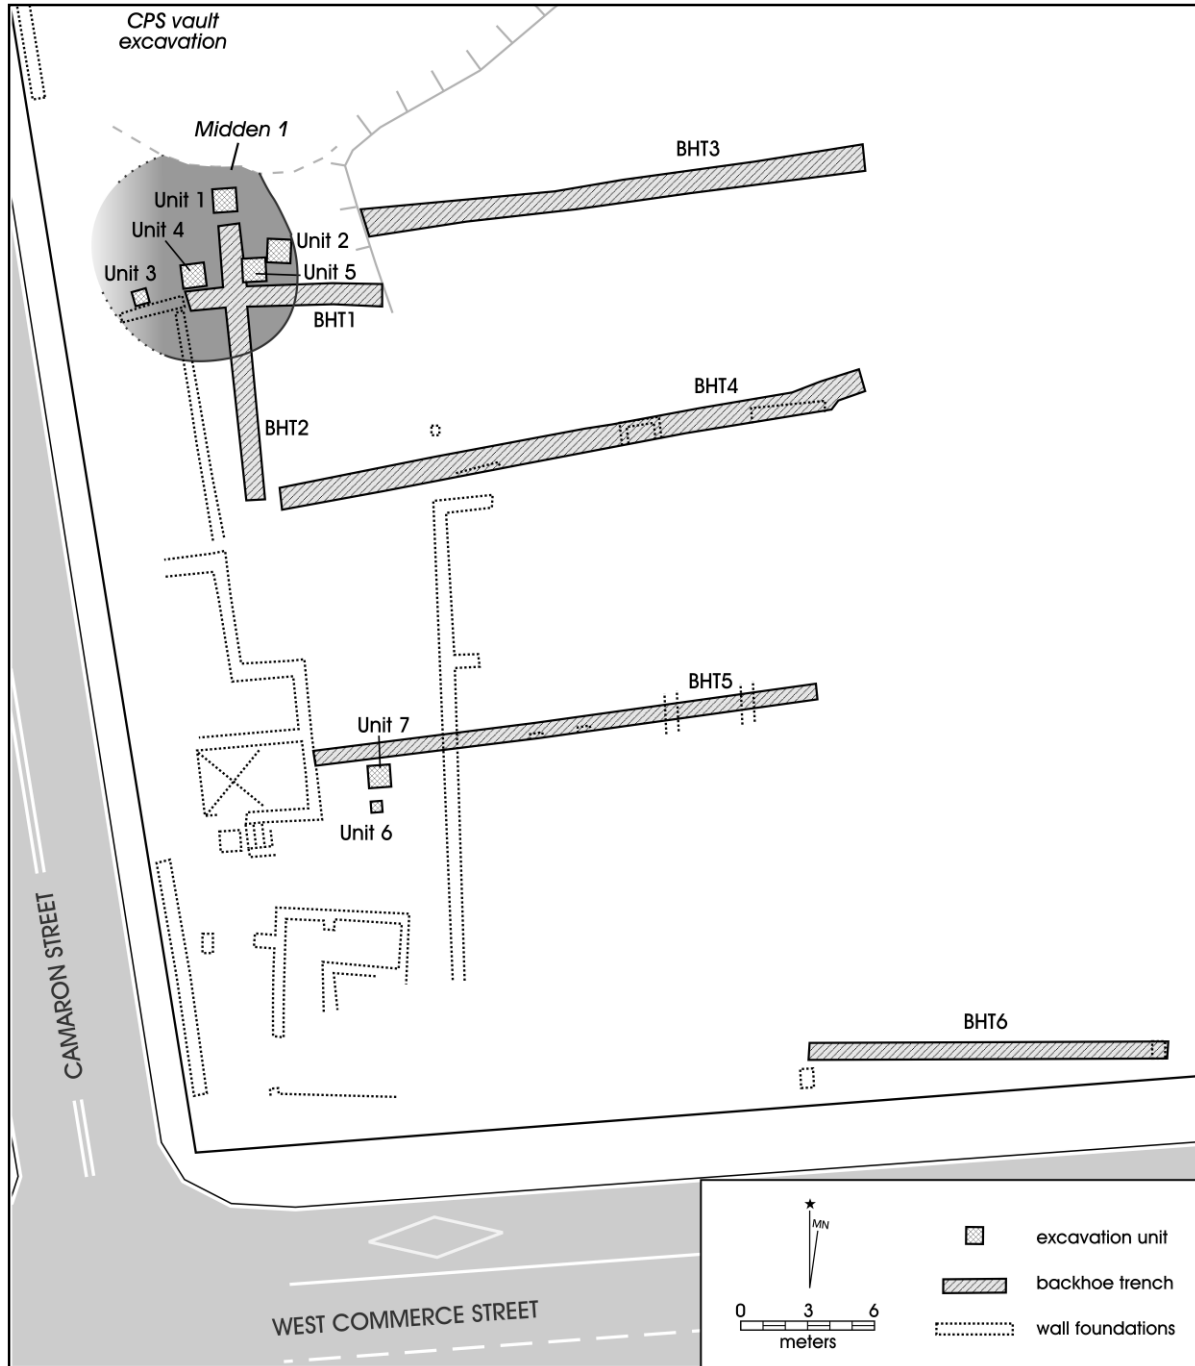 CPS vault
excavation
Midden 1
BHT3
Unit 1
Unit 4
Unit 2
Unit 3
Unit 5
BHT1
BHT4
BHT2
BHT5
Unit 7
Unit 6
CAMARON STREET
BHT6
WEST COMMERCE STREET
MN
excavation unit
backhoe trench
0 3 6
meters
wall foundations